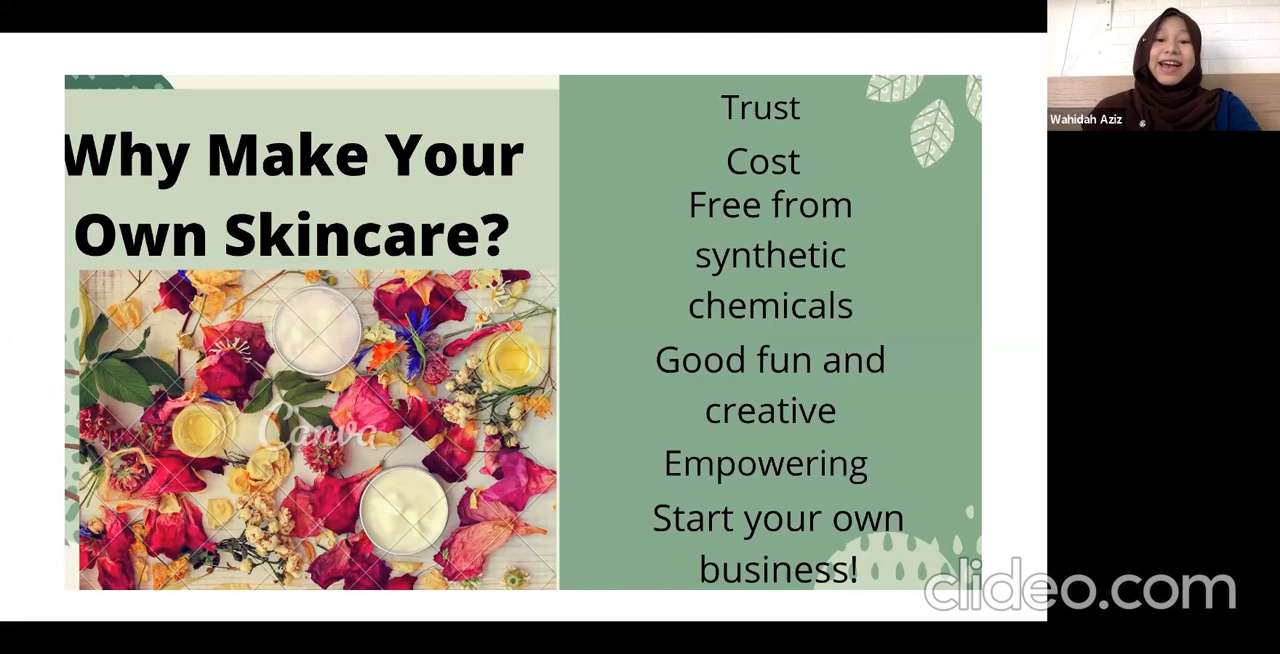 Why Make Your
Own Skincare?
Canva
Trust
Cost
Free from
synthetic
chemicals
Good fun and
creative
Empowering
Start your own
business!
Wahidah Aziz
clideo.com